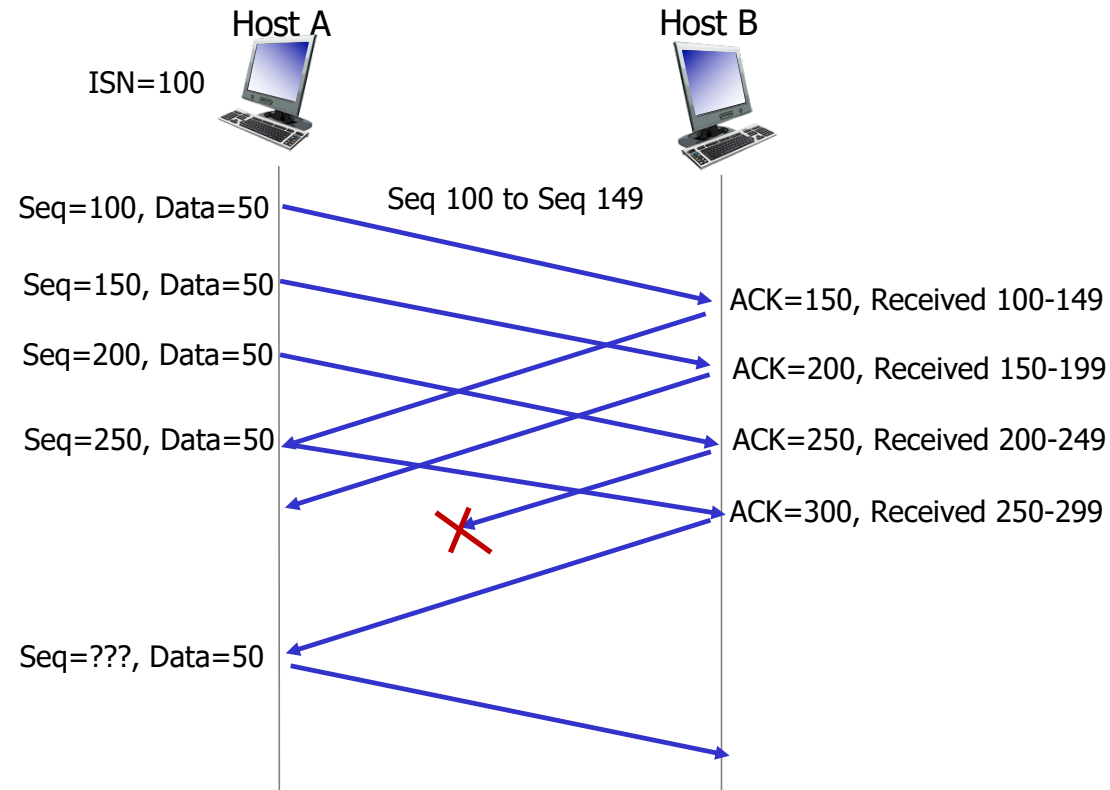 Host A
Host B
ISN=100
Seq=100, Data=50
Seq 100 to Seq 149
Seq=150, Data=50
ACK=150, Received 100-149
Seq=200, Data=50
ACK=200, Received 150-199
Seq=250, Data=50
ACK=250, Received 200-249
ACK=300, Received 250-299
Seq=???, Data=50